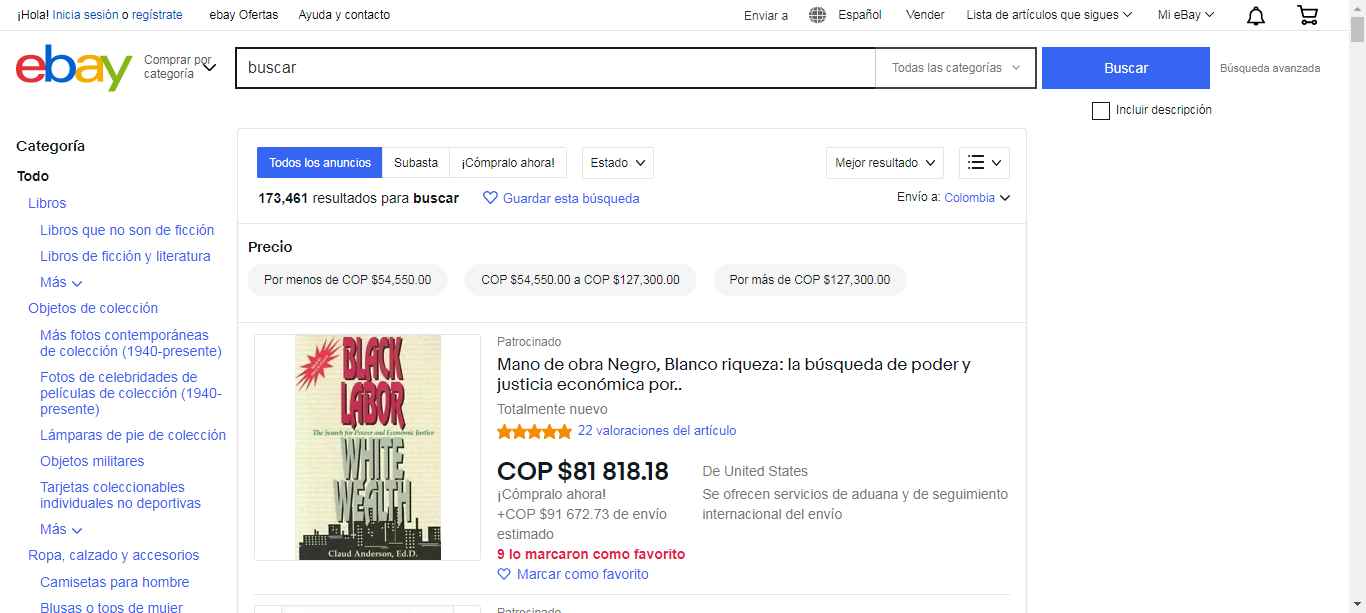 ¡Hola! Inicia sesión o regístrate ebay Ofertas Ayuda y contacto Enviar a Español Vender Lista de artículos que sigues Mi eBay
ebay
Comprar por
categoría
buscar
Todas las categorías
Buscar
Búsqueda avanzada
Incluir descripción
Categoría
Todo
Libros
Libros que no son de ficción
Libros de ficción y literatura
Más
Objetos de colección
Más fotos contemporáneas
de colección (1940-presente)
Fotos de celebridades de
películas de colección (1940-
presente)
Lámparas de pie de colección
Objetos militares
Tarjetas coleccionables
individuales no deportivas
Más
Ropa, calzado y accesorios
Camisetas para hombre
Blusas o tops de mujer
Todos los anuncios Subasta ¡Cómpralo ahora! Estado Mejor resultado
173,461 resultados para buscar Guardar esta búsqueda Envío a: Colombia
Precio
Por menos de COP $54,550.00 COP $54,550.00 a COP $127,300.00 Por más de COP $127,300.00
BLACK
LABOR
The Search for Power and Economic Justice
WHITE
WEALTH
Claud Anderson, Ed.D.
Patrocinado
Mano de obra Negro, Blanco riqueza: la búsqueda de poder y
justicia económica por..
Totalmente nuevo
22 valoraciones del artículo
COP $81 818.18
¡Cómpralo ahora!
+COP $91 672.73 de envío
estimado
9 lo marcaron como favorito
Marcar como favorito
De United States
Se ofrecen servicios de aduana y de seguimiento
internacional del envío
Patrocinado